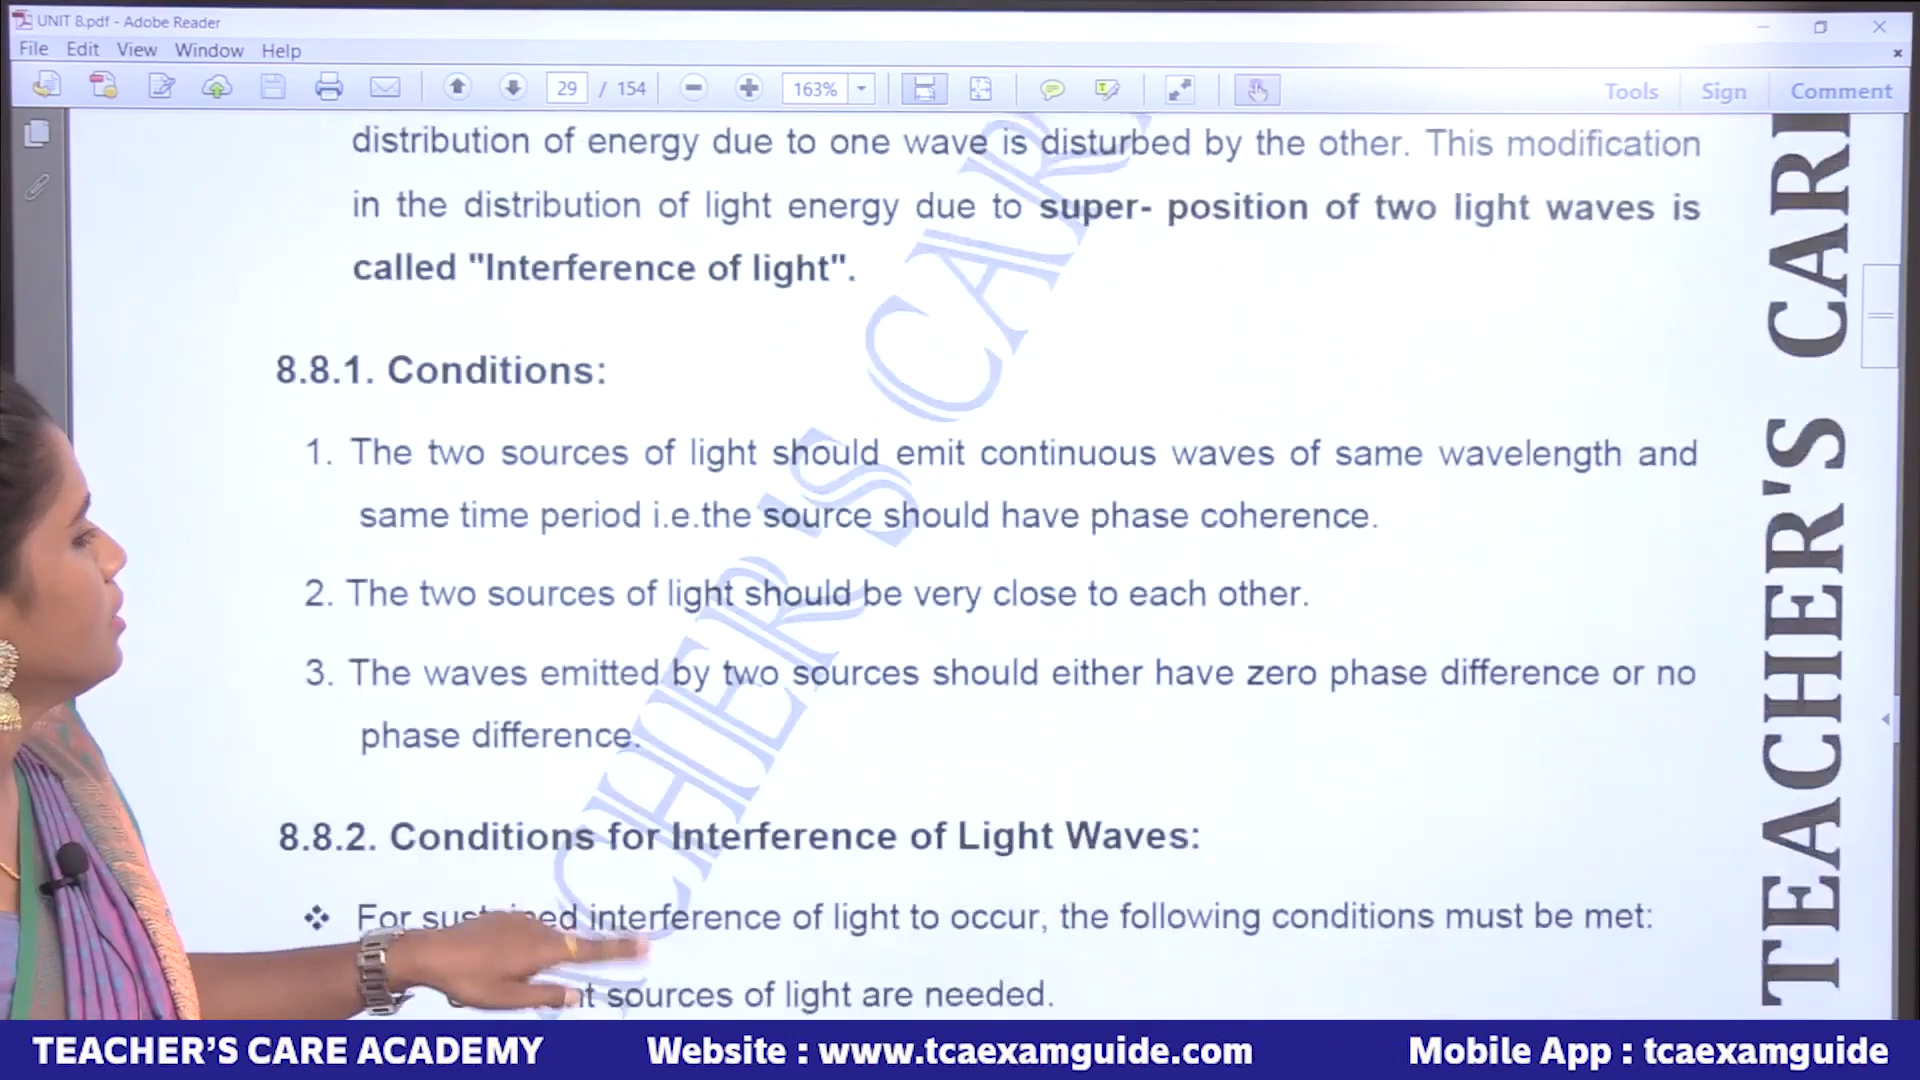 UNIT 8.pdf - Adobe Reader
File Edit View Window Help
29 / 154 163% Tools Sign Comment
distribution of energy due to one wave is disturbed by the other. This modification
in the distribution of light energy due to super- position of two light waves is
called "Interference of light".
8.8.1. Conditions:
1. The two sources of light should emit continuous waves of same wavelength and
same time period i.e.the source should have phase coherence.
2. The two sources of light should be very close to each other.
3. The waves emitted by two sources should either have zero phase difference or no
phase difference.
8.8.2. Conditions for Interference of Light Waves:
For interference of light to occur, the following conditions must be met:
sources of light are needed.
TEACHER'S
TEACHER’S CARE ACADEMY Website : www.tcaexamguide.com Mobile App : tcaexamguide